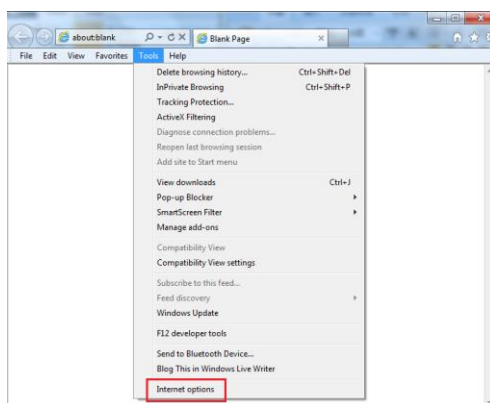 about:blank
Blank Page
File Edit View Favorites Tools Help
Delete browsing history... Ctrl+Shift+Del
InPrivate Browsing Ctrl+Shift+P
Tracking Protection...
ActiveX Filtering
Diagnose connection problems...
Reopen last browsing session
Add site to Start menu
View downloads Ctrl+J
Pop-up Blocker
SmartScreen Filter
Manage add-ons
Compatibility View
Compatibility View settings
Subscribe to this feed...
Feed discovery
Windows Update
F12 developer tools
Send to Bluetooth Device...
Blog This in Windows Live Writer
Internet options